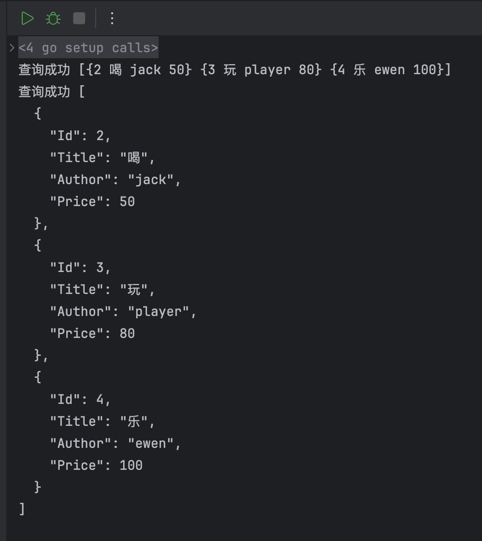 <4 go setup calls>
查询成功 [{2 喝 jack 50} {3 玩 player 80} {4 乐 ewen 100}]
查询成功 [
  {
    "Id": 2,
    "Title": "喝",
    "Author": "jack",
    "Price": 50
  },
  {
    "Id": 3,
    "Title": "玩",
    "Author": "player",
    "Price": 80
  },
  {
    "Id": 4,
    "Title": "乐",
    "Author": "ewen",
    "Price": 100
  }
]